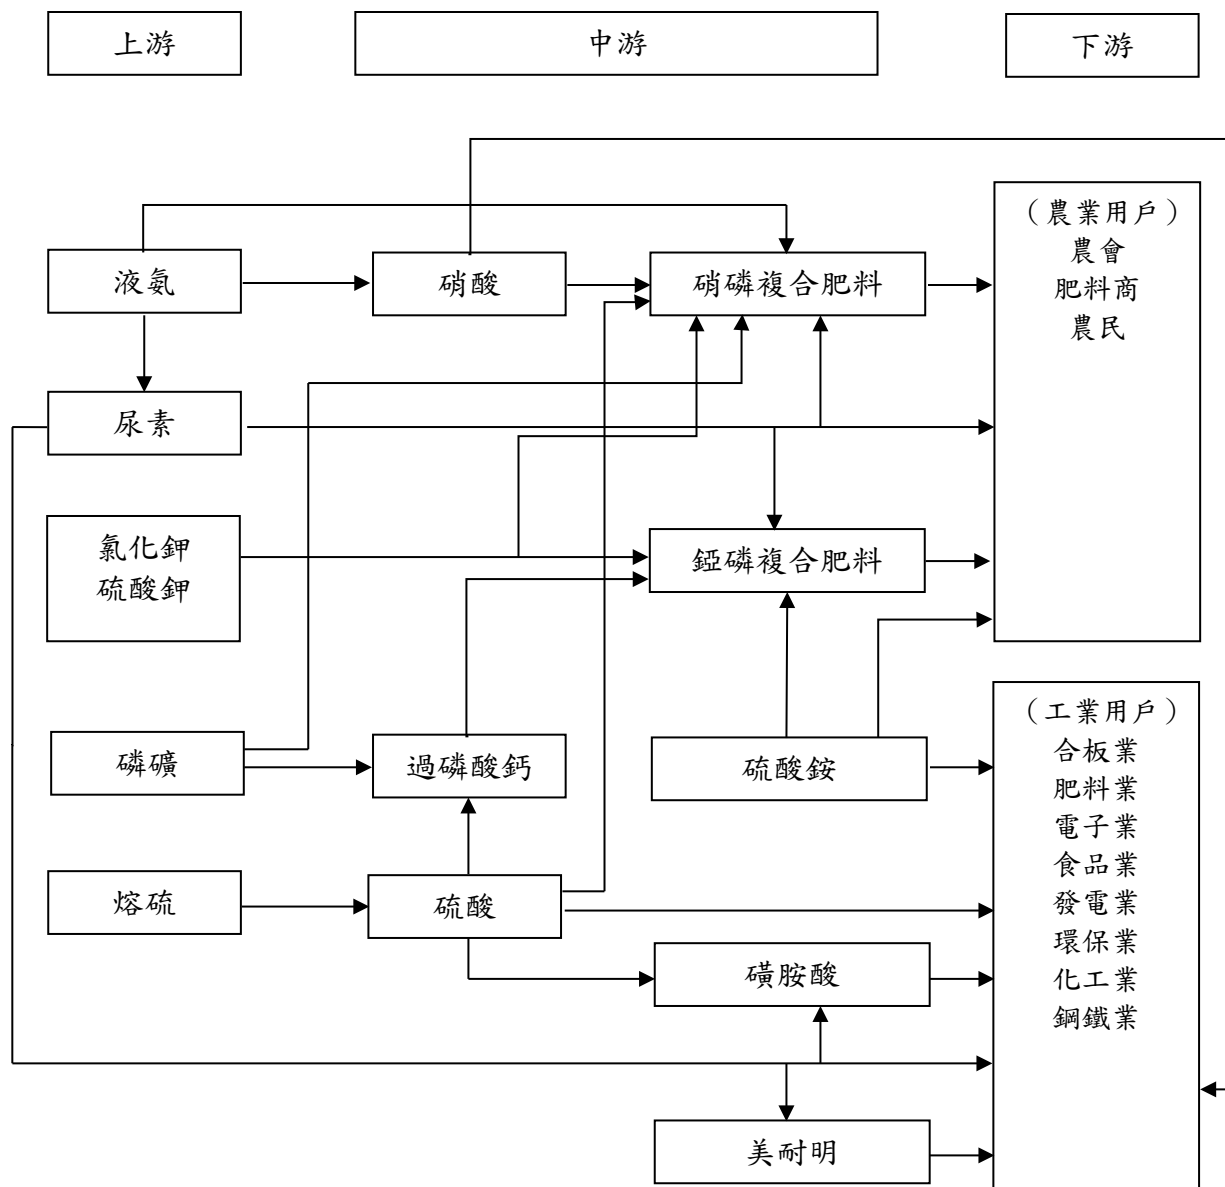 上游
中游
下游
液氨
硝酸
硝磷複合肥料
（農業用戶）
農會
肥料商
農民
尿素
氯化鉀
硫酸鉀
錏磷複合肥料
磷礦
過磷酸鈣
硫酸銨
（工業用戶）
合板業
肥料業
電子業
食品業
發電業
環保業
化工業
鋼鐵業
熔硫
硫酸
磺胺酸
美耐明